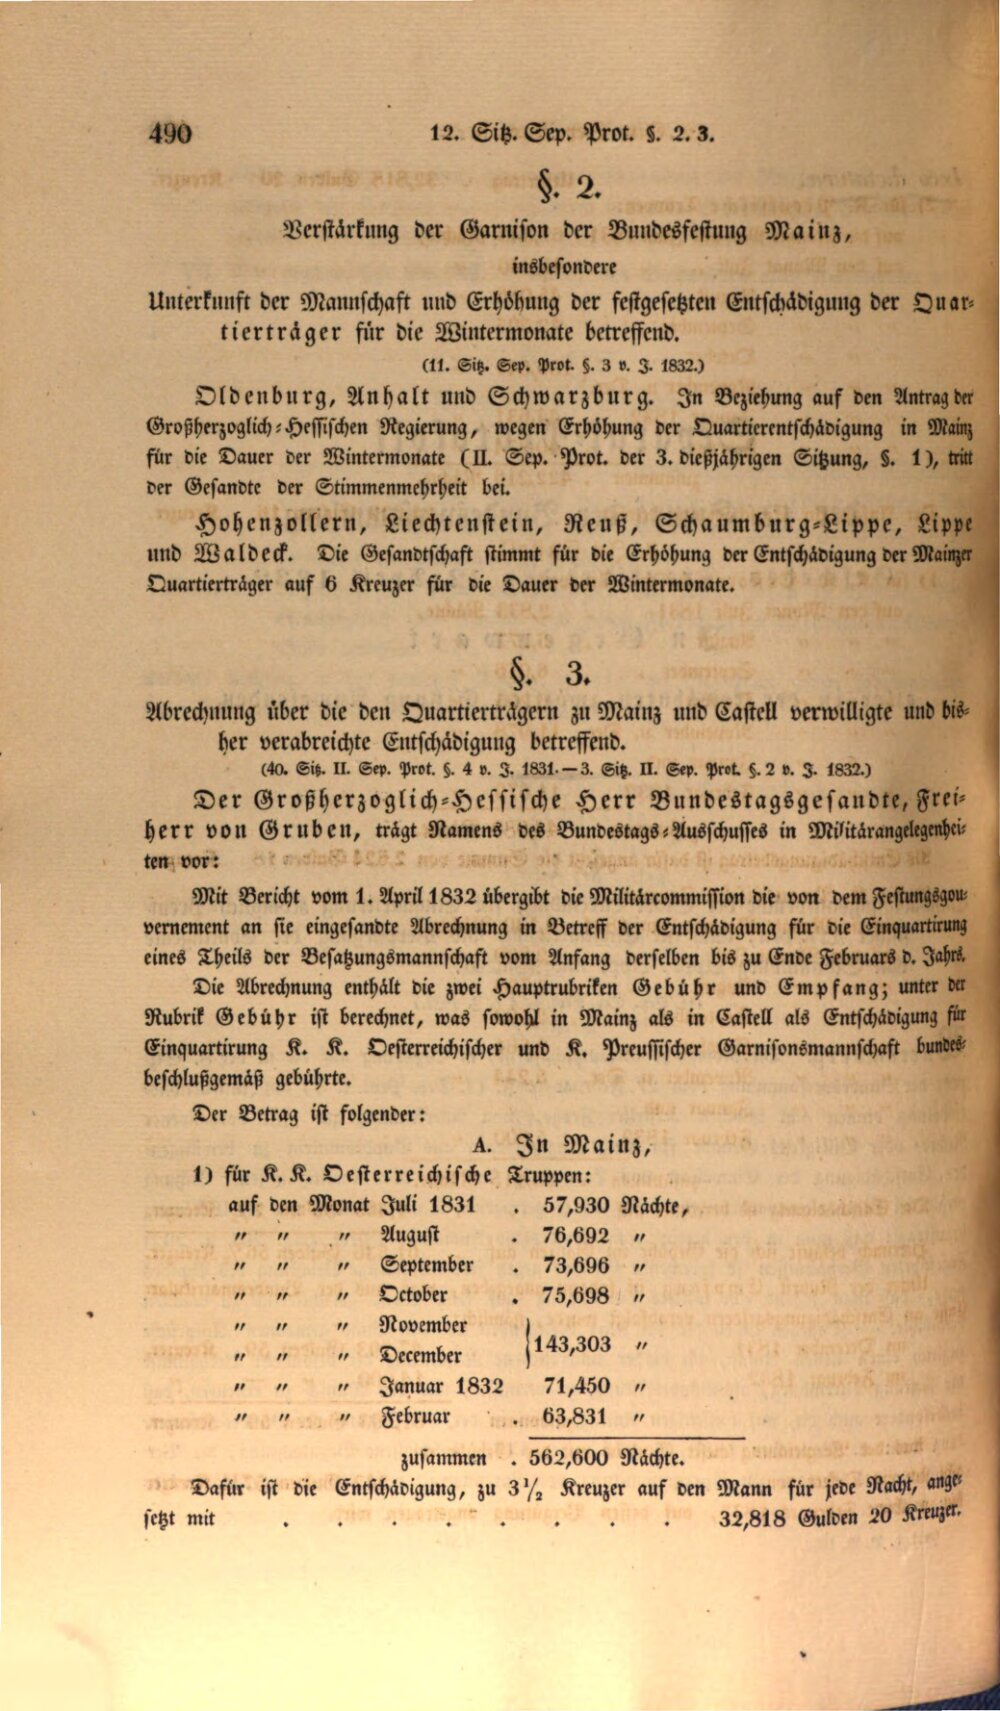 490 12. Sitz. Sep. Prot. §. 2. 3.
§. 2.
Verstärkung der Garnison der Bundesfestung Mainz,
insbesondere
Unterkunft der Mannschaft und Erhöhung der festgesetzten Entschädigung der Quar-
tierträger für die Wintermonate betreffend.
(11. Sitz. Sep. Prot. §. 3 v. J. 1832.)
Oldenburg, Anhalt und Schwarzburg. In Beziehung auf den Antrag der
Großherzoglich-Hessischen Regierung, wegen Erhöhung der Quartierentschädigung in Mainz
für die Dauer der Wintermonate (II. Sep. Prot. der 3. dießjährigen Sitzung, §. 1), tritt
der Gesandte der Stimmenmehrheit bei.
Hohenzollern, Liechtenstein, Reuß, Schaumburg-Lippe, Lippe
und Waldeck. Die Gesandtschaft stimmt für die Erhöhung der Entschädigung der Mainzer
Quartierträger auf 6 Kreuzer für die Dauer der Wintermonate.
§. 3.
Abrechnung über die den Quartierträgern zu Mainz und Castell verwilligte und bis-
her verabreichte Entschädigung betreffend.
(40. Sitz. II. Sep. Prot. §. 4 v. J. 1831. — 3. Sitz. II. Sep. Prot. §. 2 v. J. 1832.)
Der Großherzoglich-Hessische Herr Bundestagsgesandte, Frei-
herr von Gruben, trägt Namens des Bundestags-Ausschusses in Militärangelegenhei-
ten vor:
Mit Bericht vom 1. April 1832 übergibt die Militärcommission die von dem Festungsgou-
vernement an sie eingesandte Abrechnung in Betreff der Entschädigung für die Einquartirung
eines Theils der Besatzungsmannschaft vom Anfang derselben bis zu Ende Februars d. Jahrs.
Die Abrechnung enthält die zwei Hauptrubriken Gebühr und Empfang; unter der
Rubrik Gebühr ist berechnet, was sowohl in Mainz als in Castell als Entschädigung für
Einquartirung K. K. Oesterreichischer und K. Preussischer Garnisonsmannschaft bundes-
beschlußgemäß gebührte.
Der Betrag ist folgender:
A. In Mainz,
1) für K. K. Oesterreichische Truppen:
auf den Monat Juli 1831 . 57,930 Nächte,
" " " August . 76,692 "
" " " September . 73,696 "
" " " October . 75,698 "
" " " November
" " " December } 143,303 "
" " " Januar 1832 71,450 "
" " " Februar . 63,831 "
zusammen . 562,600 Nächte.
Dafür ist die Entschädigung, zu 3 1/2 Kreuzer auf den Mann für jede Nacht, ange-
setzt mit . . . . . . . . 32,818 Gulden 20 Kreuzer.